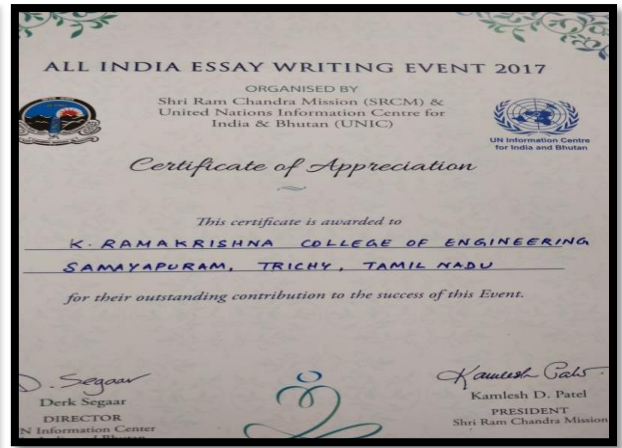 ALL INDIA ESSAY WRITING EVENT 2017
ORGANISED BY
Shri Ram Chandra Mission (SRCM) &
United Nations Information Centre for
India & Bhutan (UNIC)
UN Information Centre
for India and Bhutan
Certificate of Appreciation
This certificate is awarded to
K. RAMAKRISHNA COLLEGE OF ENGINEERING
SAMAYAPURAM, TRICHY, TAMIL NADU
for their outstanding contribution to the success of this Event.
D. Segaar
Derk Segaar
DIRECTOR
N Information Center
Kamlesh D. Patel
PRESIDENT
Shri Ram Chandra Mission